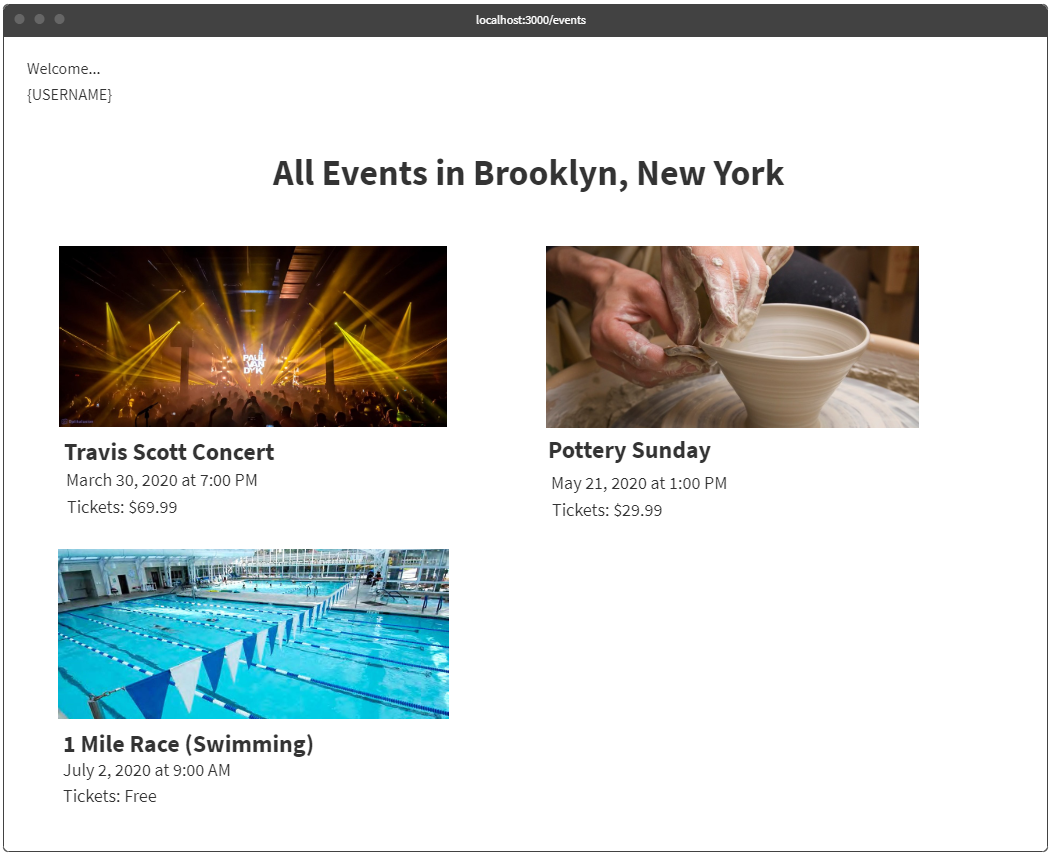 localhost:3000/events
Welcome...
{USERNAME}
All Events in Brooklyn, New York
PAUL
VAN
DYK
Travis Scott Concert
March 30, 2020 at 7:00 PM
Tickets: $69.99
Pottery Sunday
May 21, 2020 at 1:00 PM
Tickets: $29.99
1 Mile Race (Swimming)
July 2, 2020 at 9:00 AM
Tickets: Free